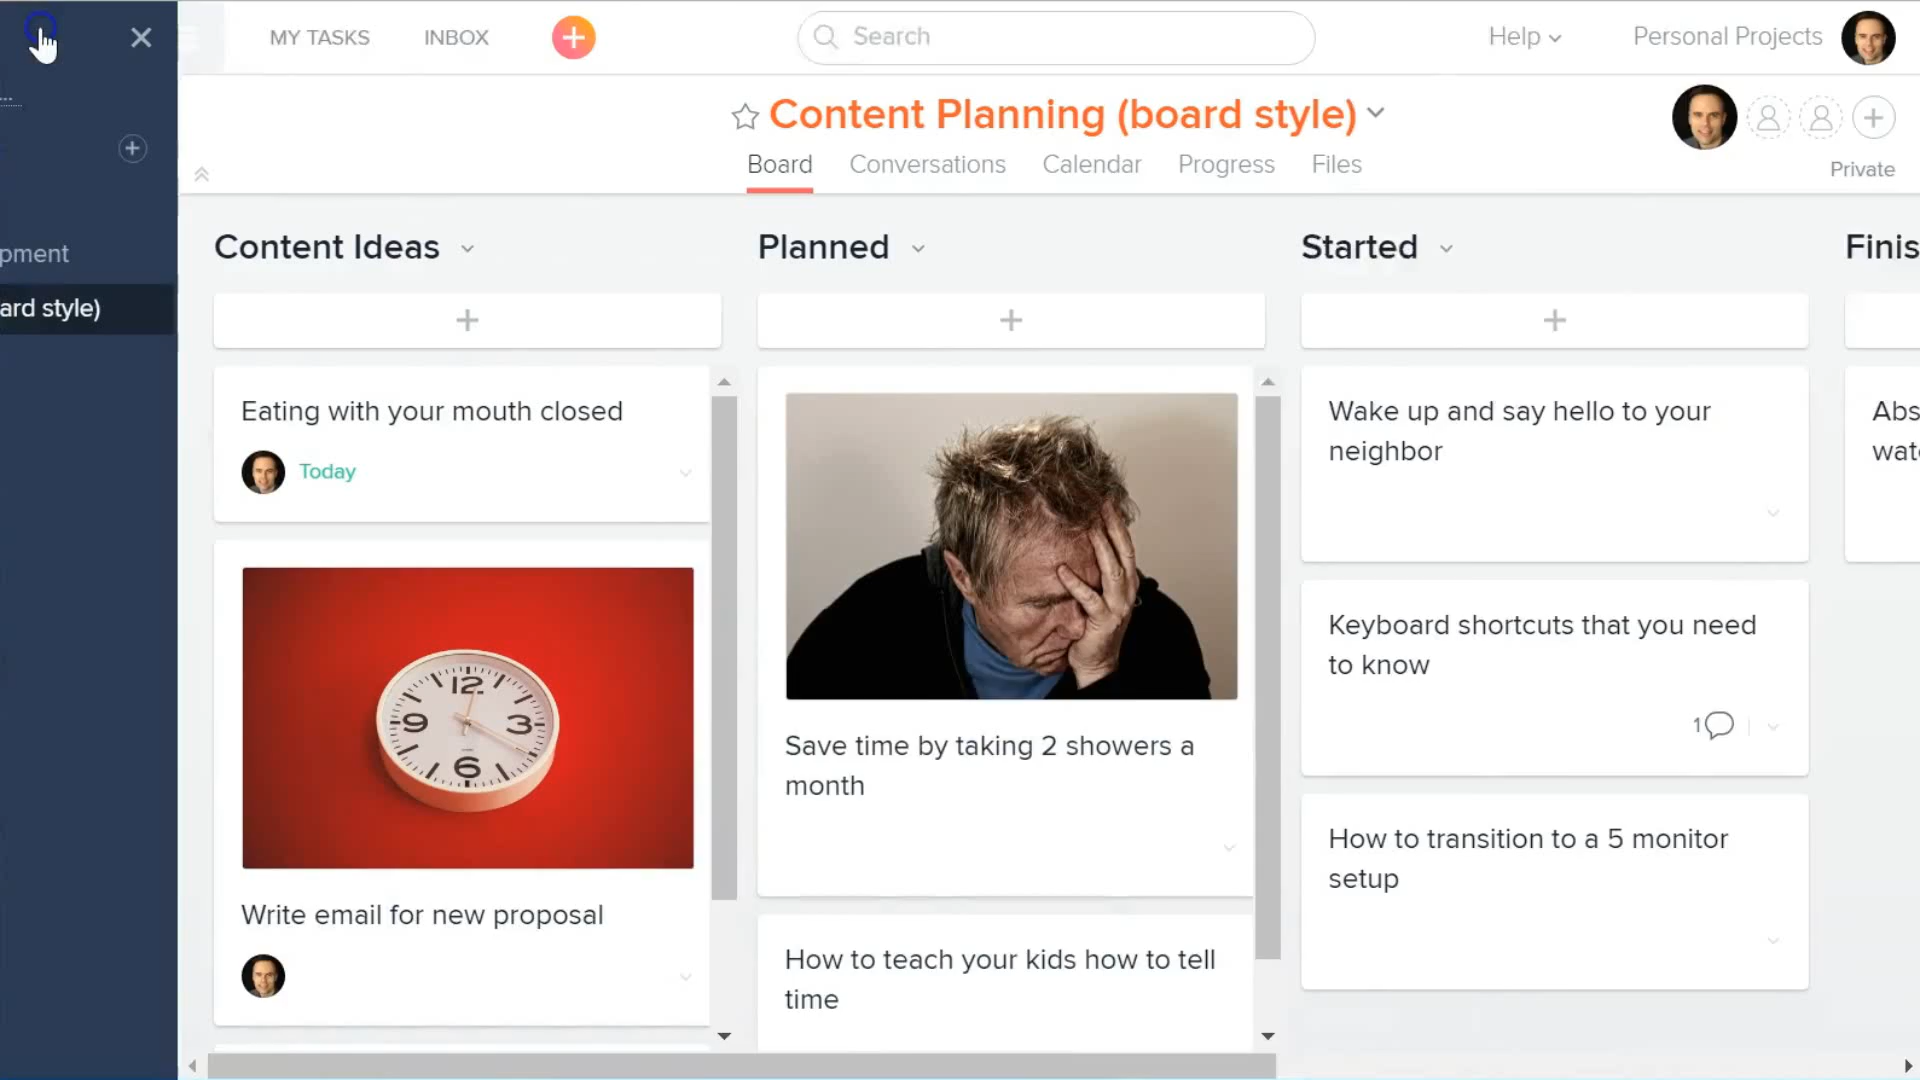 MY TASKS
INBOX
Search
Help
Personal Projects
Content Planning (board style)
Board
Conversations
Calendar
Progress
Files
Private
pment
ard style)
Content Ideas
Planned
Started
Finis
Eating with your mouth closed
Today
12
3
6
9
Write email for new proposal
Save time by taking 2 showers a
month
How to teach your kids how to tell
time
Wake up and say hello to your
neighbor
Keyboard shortcuts that you need
to know
1
How to transition to a 5 monitor
setup
Abs
wat